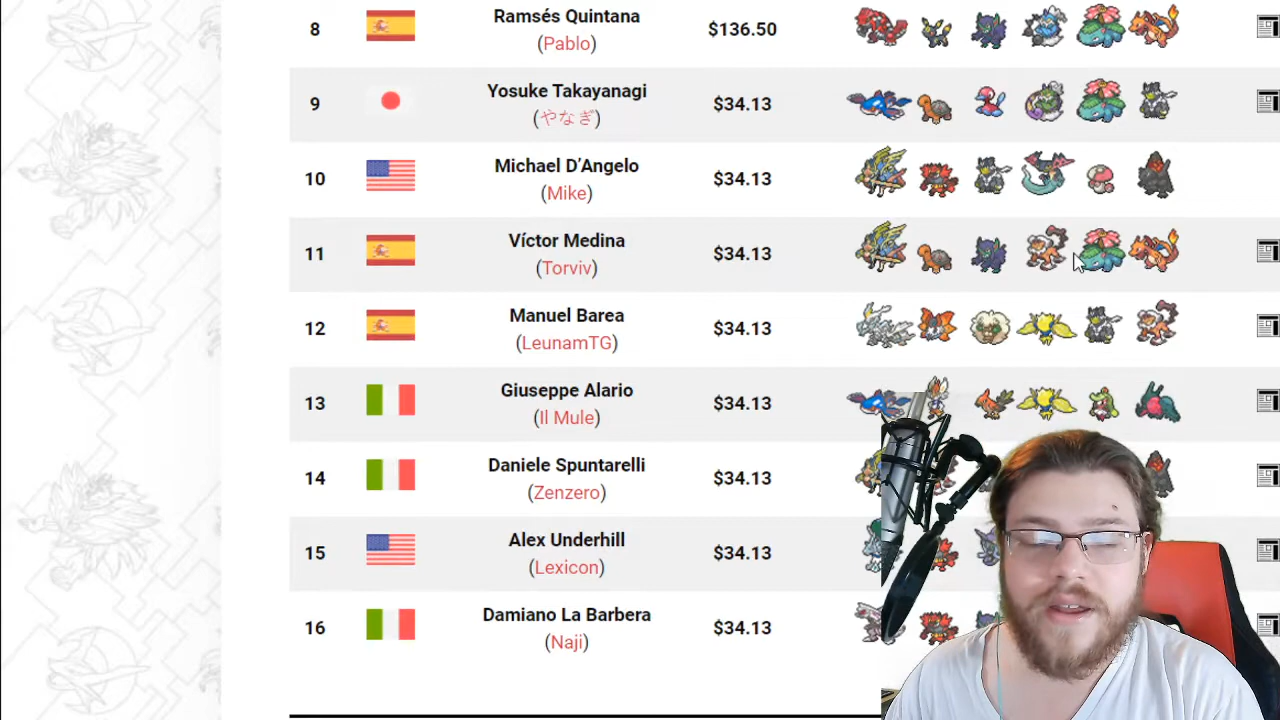 8
Ramsés Quintana
(Pablo)
$136.50
9
Yosuke Takayanagi
(やなぎ)
$34.13
10
Michael D'Angelo
(Mike)
$34.13
11
Víctor Medina
(Torviv)
$34.13
12
Manuel Barea
(LeunamTG)
$34.13
13
Giuseppe Alario
(Il Mule)
$34.13
14
Daniele Spuntarelli
(Zenzero)
$34.13
15
Alex Underhill
(Lexicon)
$34.13
16
Damiano La Barbera
(Naji)
$34.13